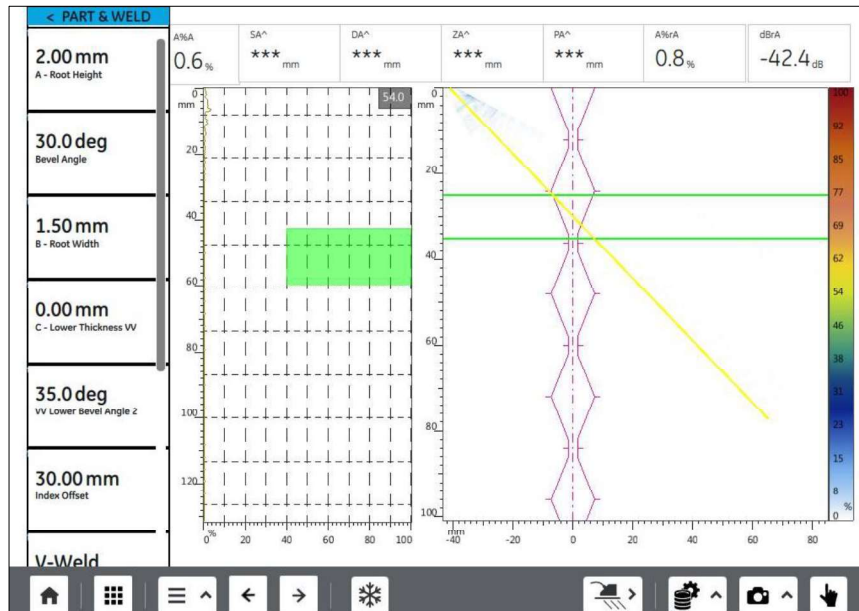 < PART & WELD
2.00 mm
A - Root Height
30.0 deg
Bevel Angle
1.50 mm
B - Root Width
0.00 mm
C - Lower Thickness VV
35.0 deg
VV Lower Bevel Angle 2
30.00 mm
Index Offset
V-Weld
A%A
0.6 %
SA^
*** mm
DA^
*** mm
ZA^
*** mm
PA^
*** mm
A%rA
0.8 %
dBrA
-42.4 dB
0
mm
20
40
60
80
100
120
54.0
% 0 20 40 60 80 100
0
mm
20
40
60
80
100
mm
-40 -20 0 20 40 60 80
100
92
85
77
69
62
54
46
38
31
23
15
8
0 %